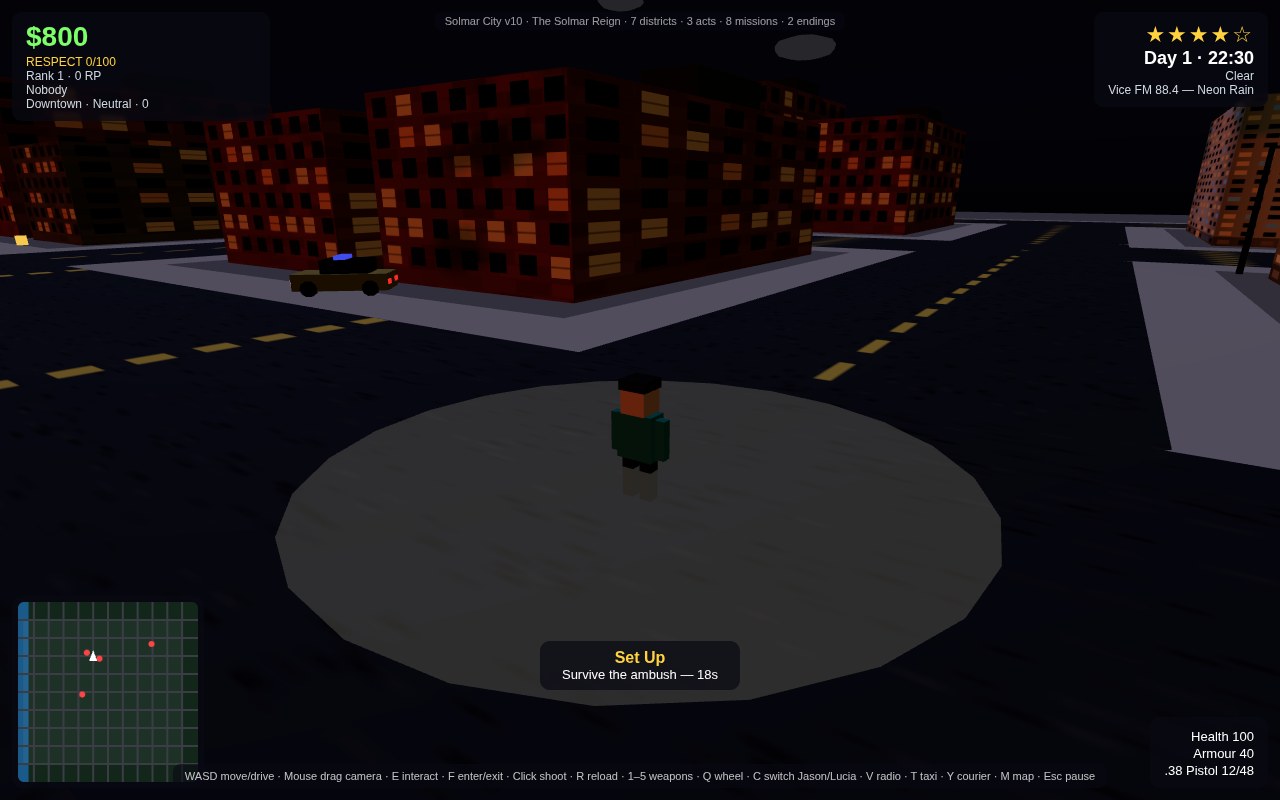 Solmar City v10 · The Solmar Reign · 7 districts · 3 acts · 8 missions · 2 endings
$800
RESPECT 0/100
Rank 1 · 0 RP
Nobody
Downtown · Neutral · 0
★★★★☆
Day 1 · 22:30
Clear
Vice FM 88.4 — Neon Rain
Set Up
Survive the ambush — 18s
Health 100
Armour 40
.38 Pistol 12/48
WASD move/drive · Mouse drag camera · E interact · F enter/exit · Click shoot · R reload · 1–5 weapons · Q wheel · C switch Jason/Lucia · V radio · T taxi · Y courier · M map · Esc pause